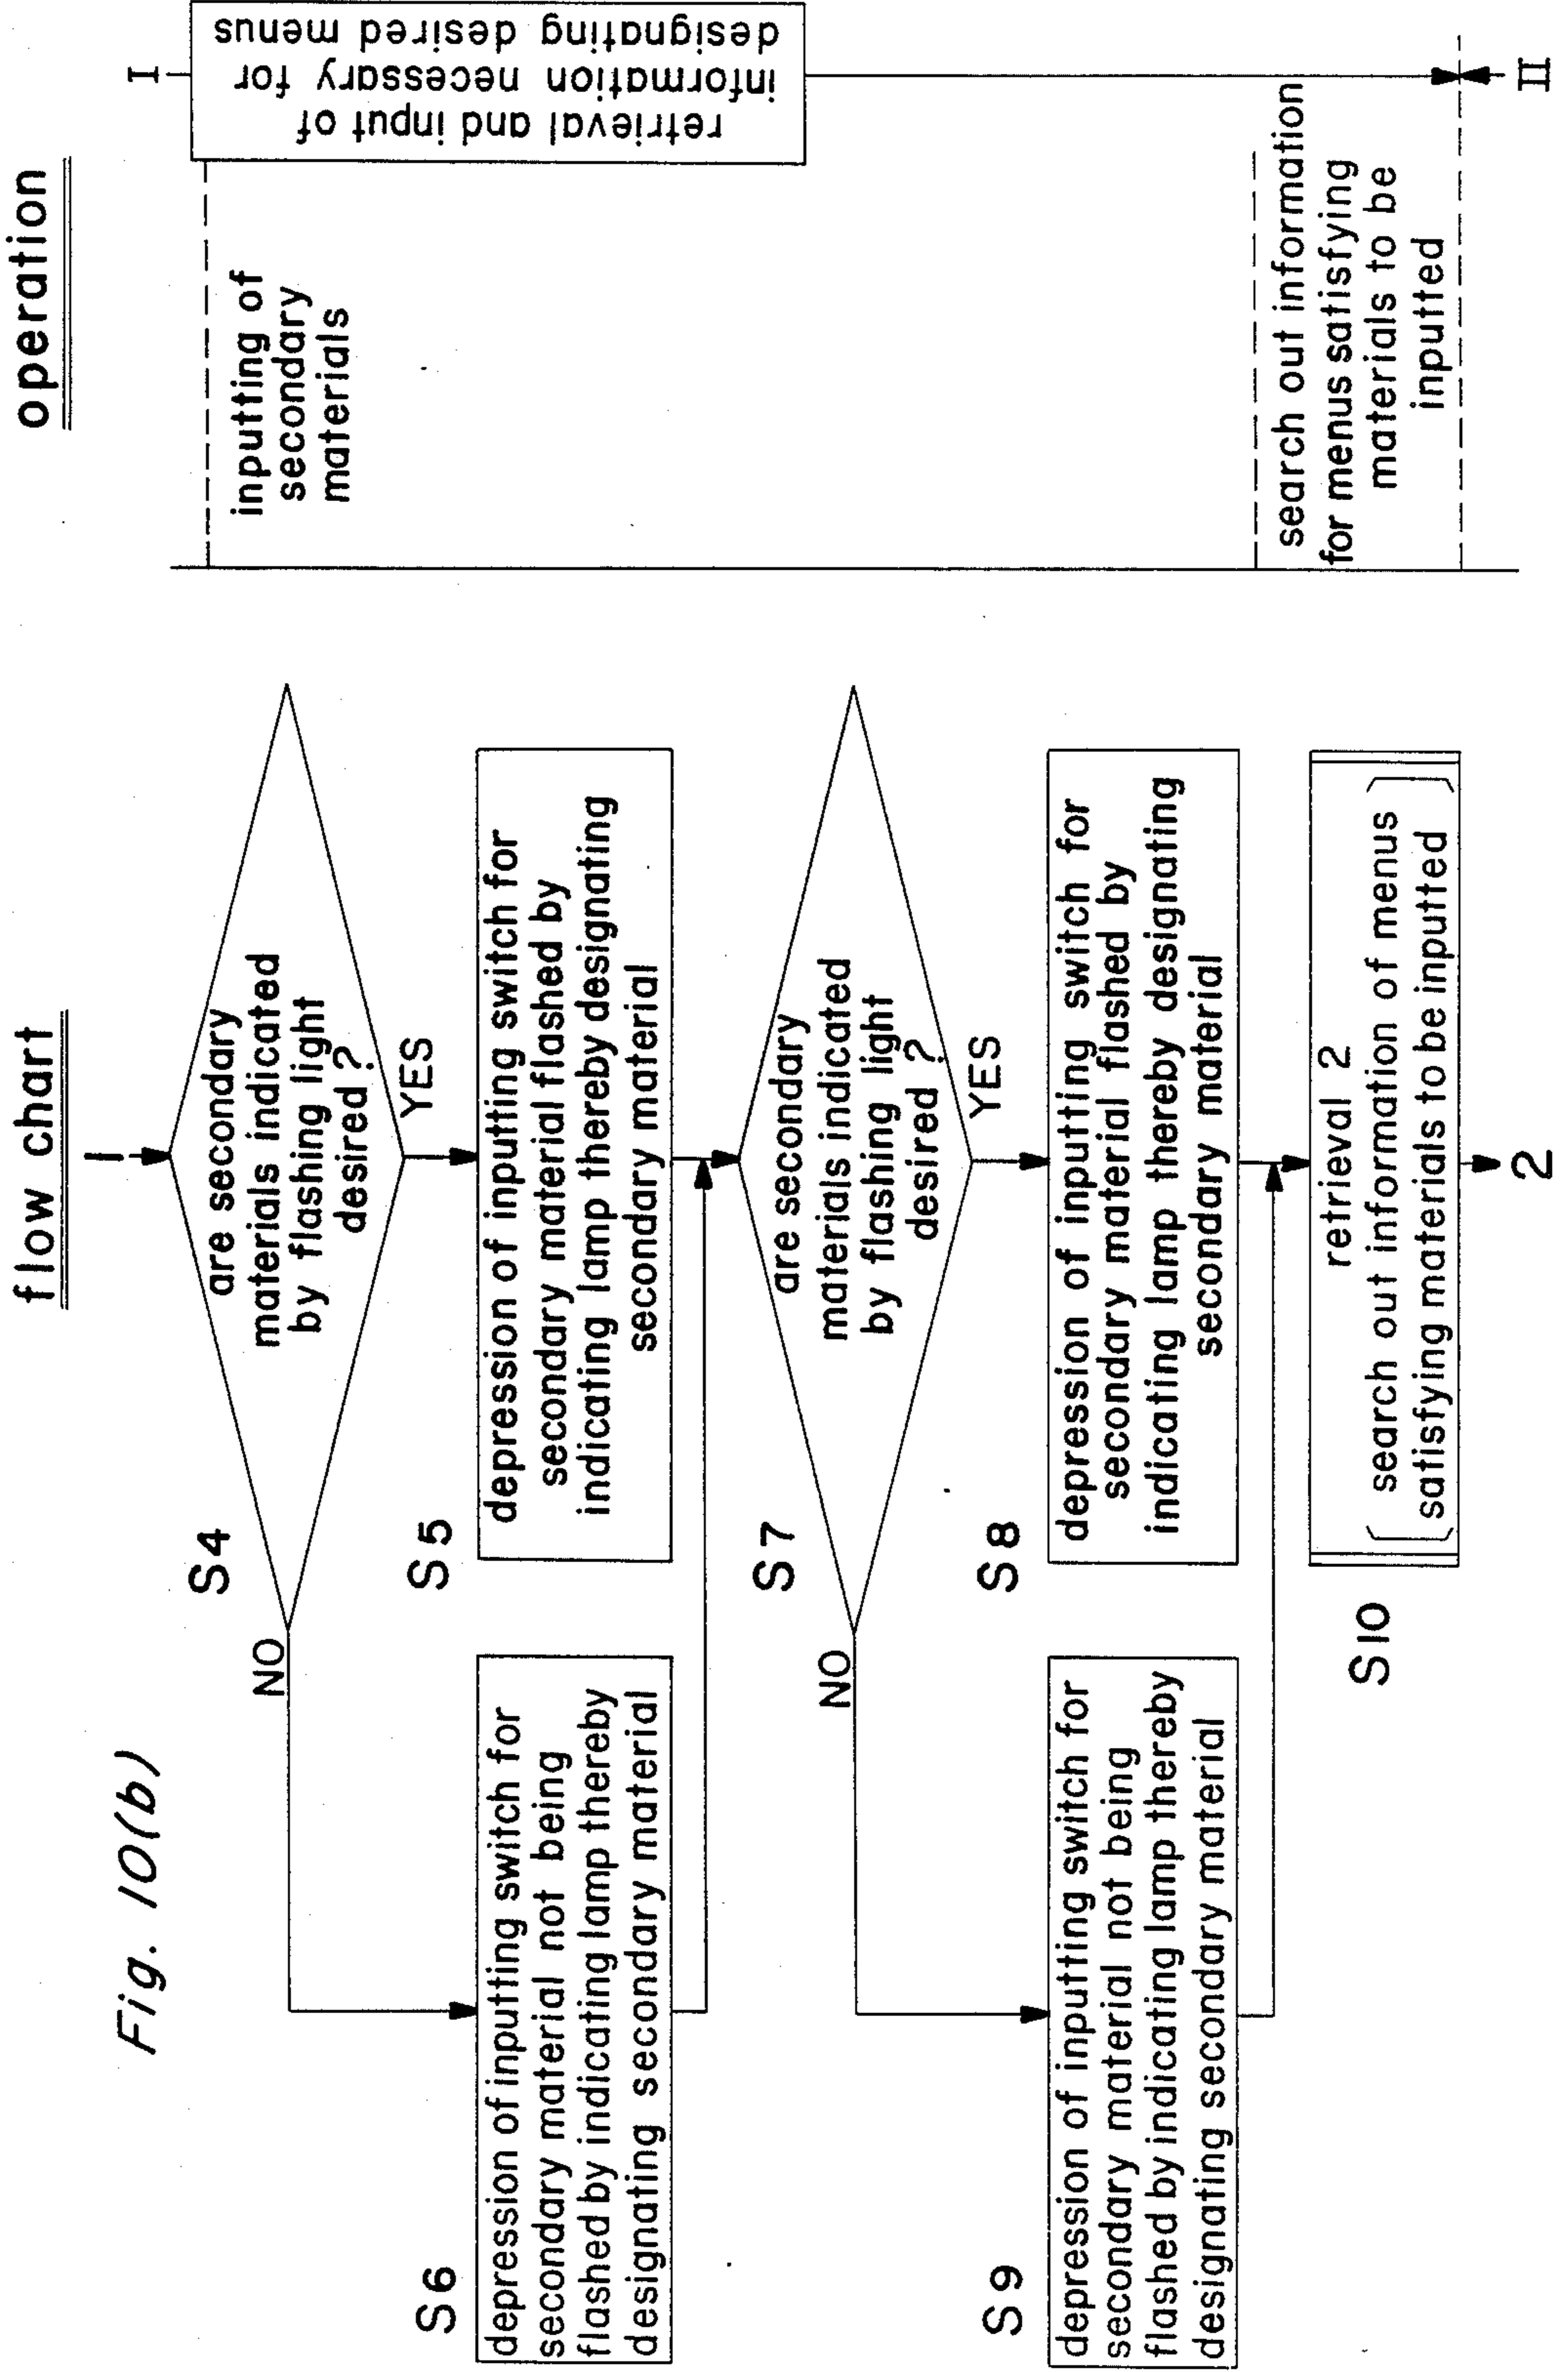 Fig. 10(b)
flow chart
operation
1
S4
are secondary
materials indicated
by flashing light
desired ?
NO
YES
S5
depression of inputting switch for
secondary material flashed by
indicating lamp thereby designating
secondary material
S6
depression of inputting switch for
secondary material not being
flashed by indicating lamp thereby
designating secondary material
S7
are secondary
materials indicated
by flashing light
desired ?
NO
YES
S8
depression of inputting switch for
secondary material flashed by
indicating lamp thereby designating
secondary material
S9
depression of inputting switch for
secondary material not being
flashed by indicating lamp thereby
designating secondary material
S10
retrieval 2
(search out information of menus
satisfying materials to be inputted)
2
inputting of
secondary
materials
search out information
for menus satisfying
materials to be
inputted
I
retrieval and input of
information necessary for
designating desired menus
II